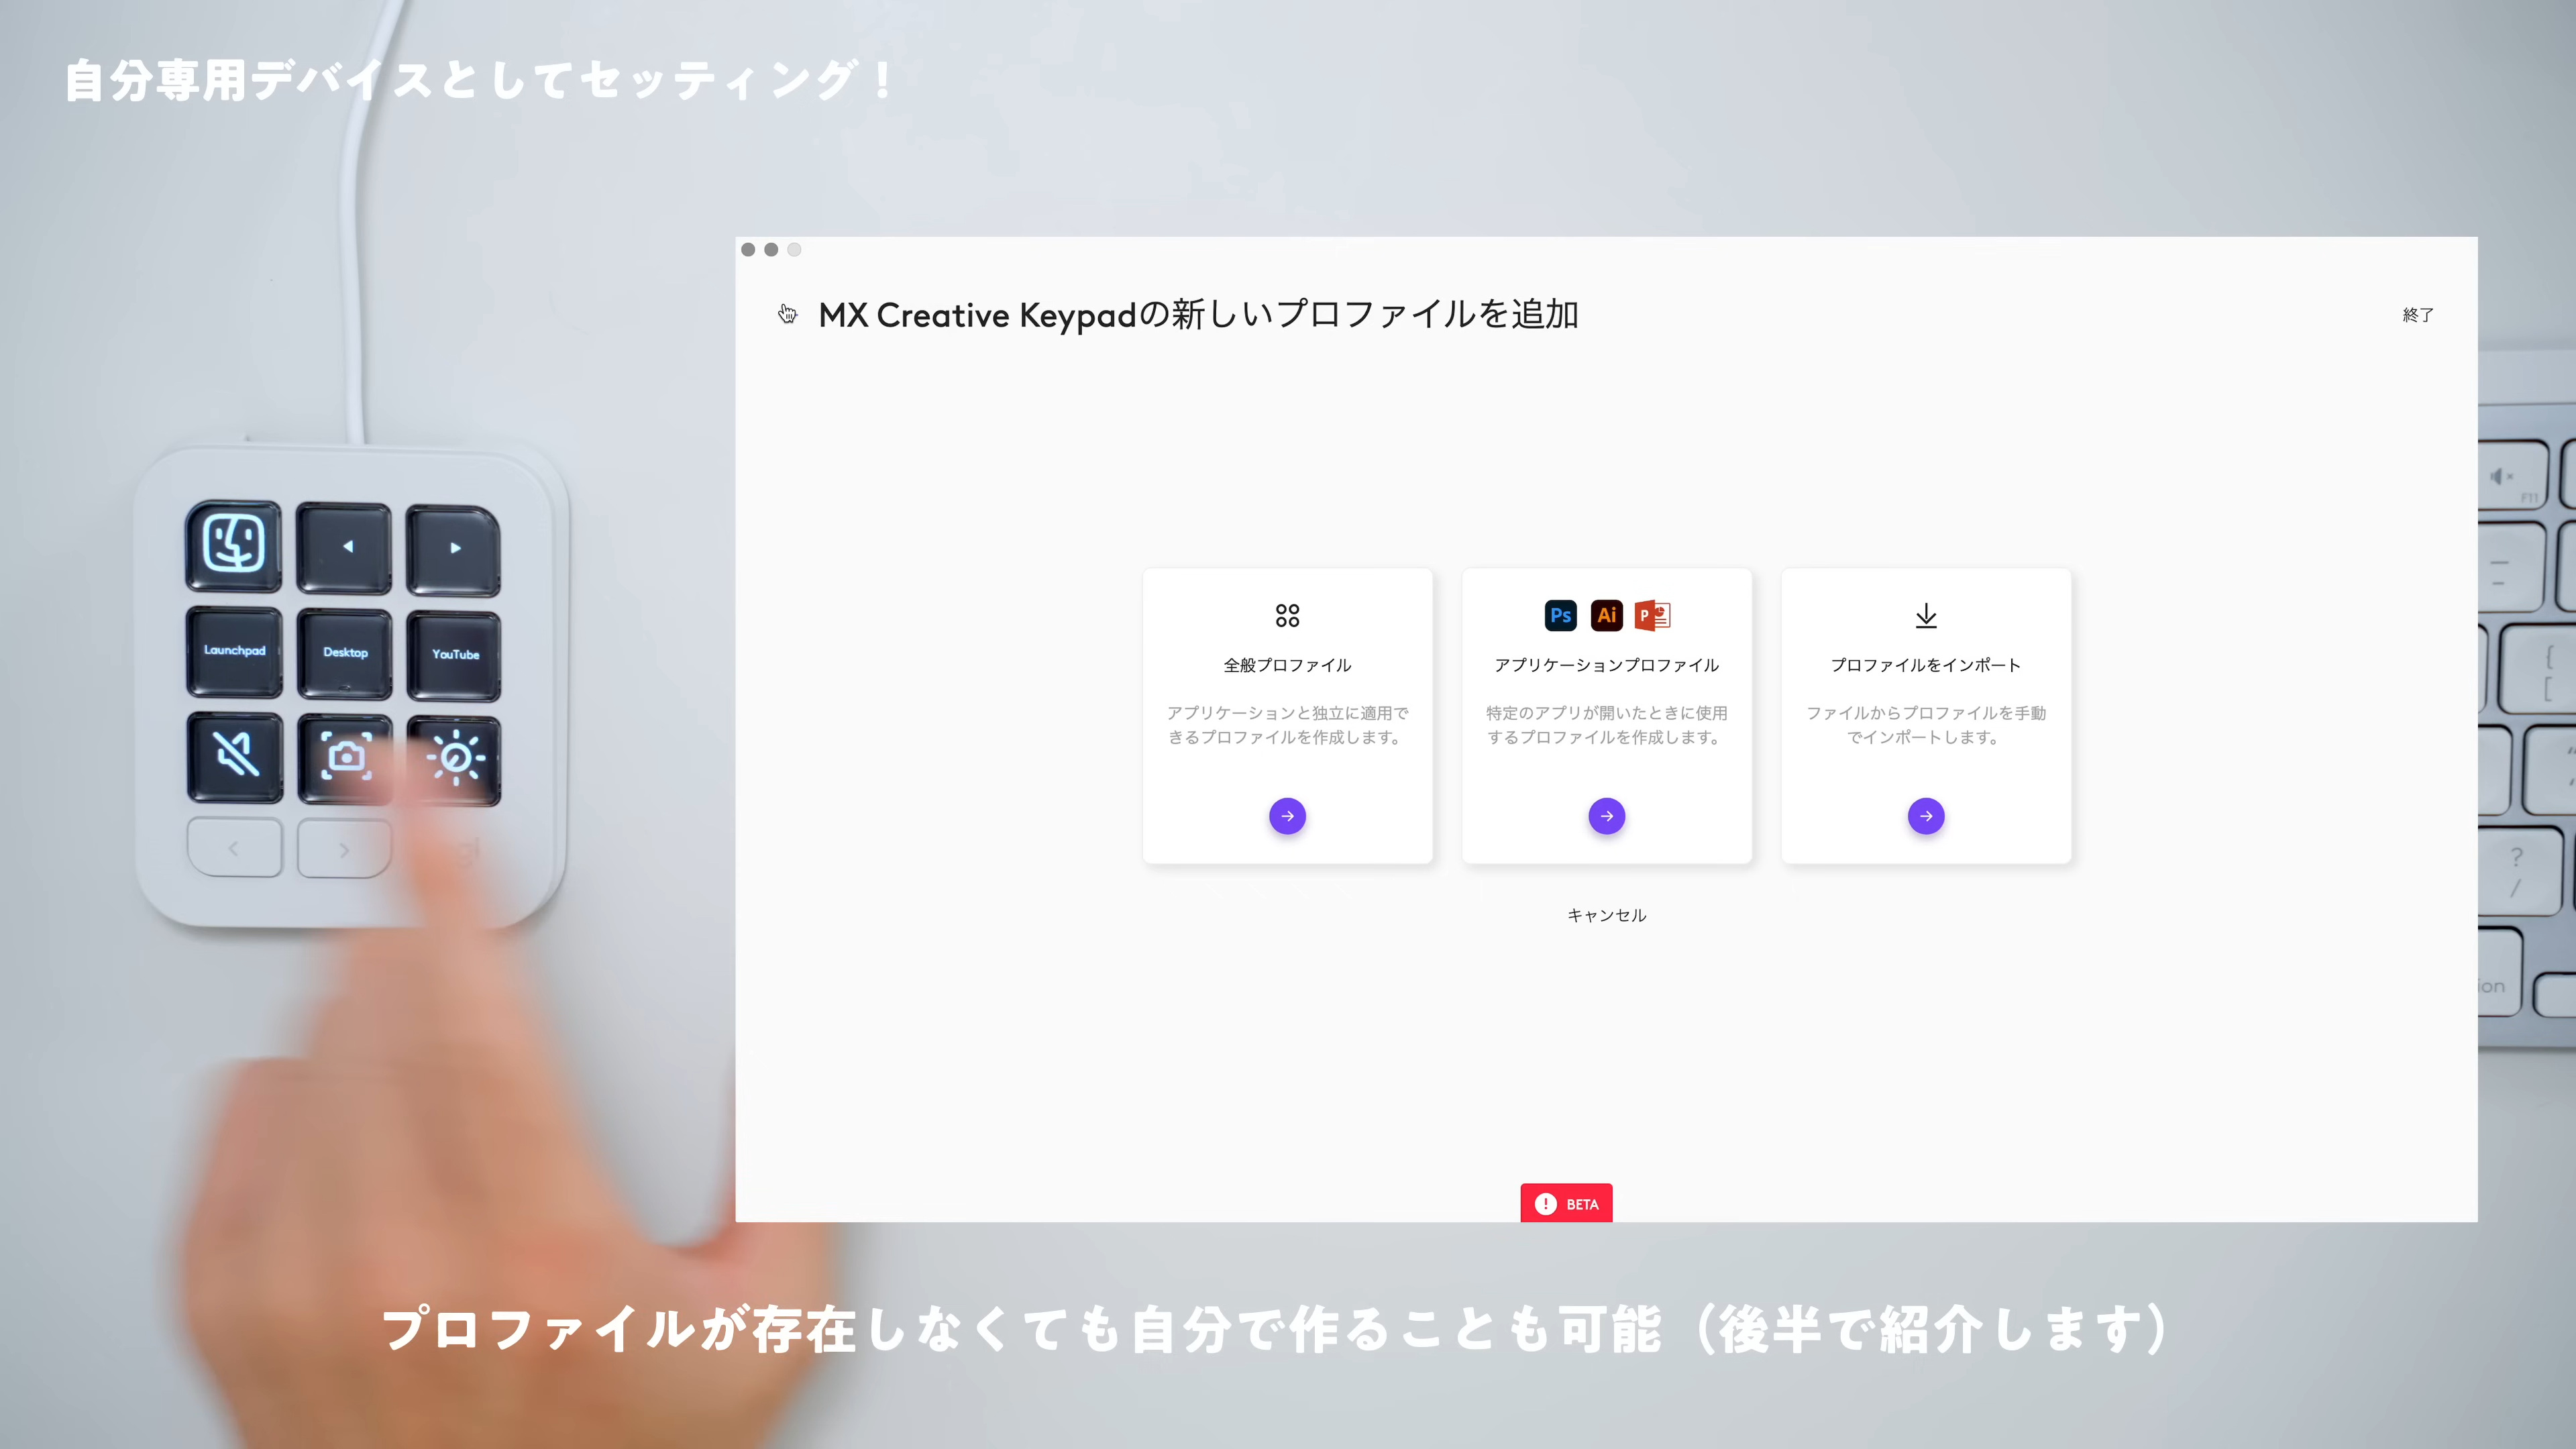 自分専用デバイスとしてセッティング！
MX Creative Keypadの新しいプロファイルを追加
終了
Launchpad
Desktop
YouTube
Ps
Ai
P
全般プロファイル
アプリケーションと独立に適用で
きるプロファイルを作成します。
アプリケーションプロファイル
特定のアプリが開いたときに使用
するプロファイルを作成します。
プロファイルをインポート
ファイルからプロファイルを手動
でインポートします。
キャンセル
! BETA
F11
{
[
?
/
ion
プロファイルが存在しなくても自分で作ることも可能（後半で紹介します）